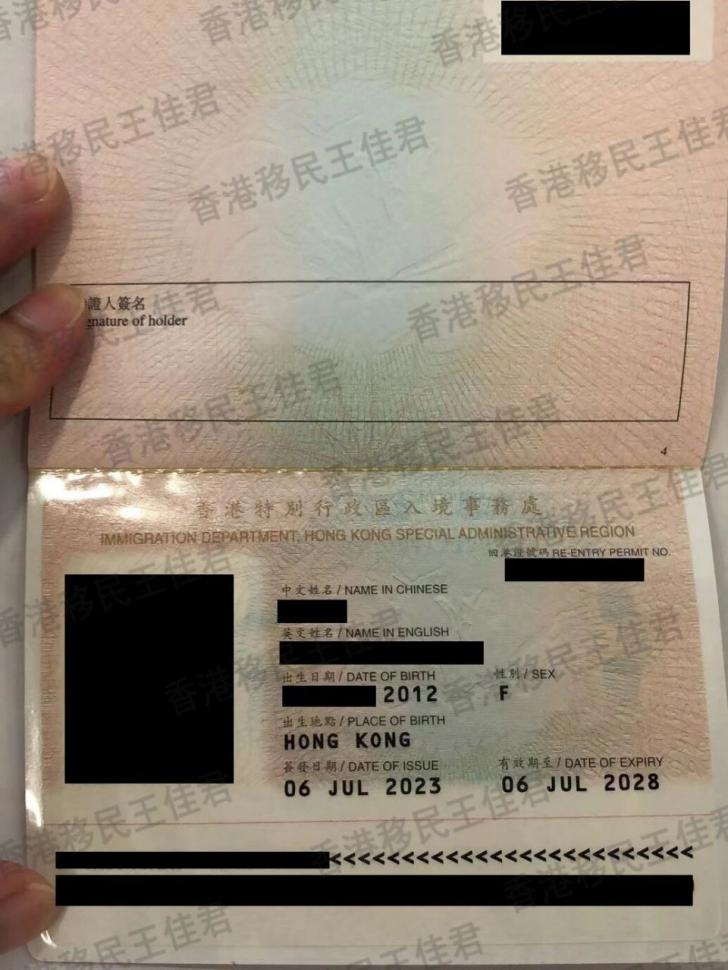 證人簽名
gnature of holder
4
香港特別行政區入境事務處
IMMIGRATION DEPARTMENT, HONG KONG SPECIAL ADMINISTRATIVE REGION
回港證號碼 RE-ENTRY PERMIT NO.
中文姓名 / NAME IN CHINESE
英文姓名 / NAME IN ENGLISH
出生日期 / DATE OF BIRTH
2012
性別 / SEX
F
出生地點 / PLACE OF BIRTH
HONG KONG
簽發日期 / DATE OF ISSUE
06 JUL 2023
有效期至 / DATE OF EXPIRY
06 JUL 2028
<<<<<<<<<<<<<<<<<<<<<<<<<
香港移民王佳君